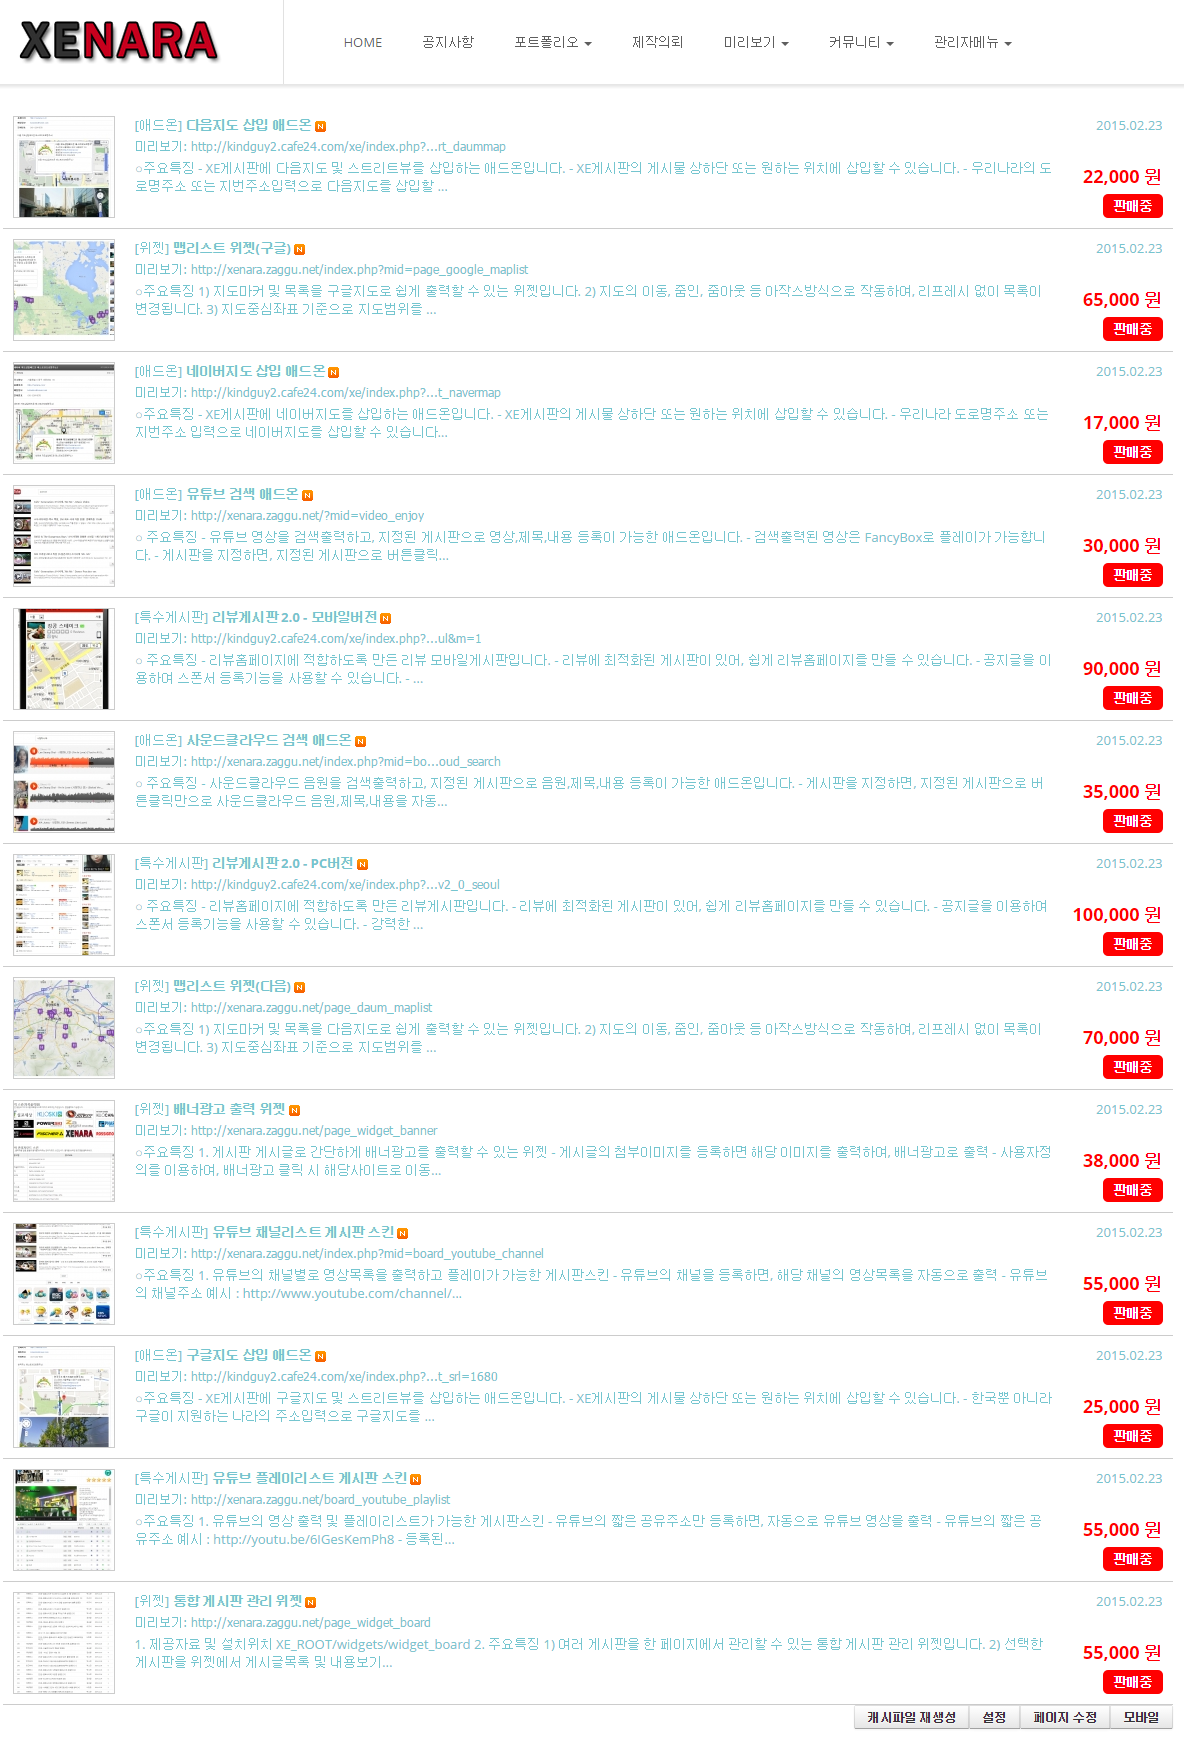 XENARA
HOME 공지사항 포트폴리오 제작의뢰 미리보기 커뮤니티 관리자메뉴
[애드온] 다음지도 삽입 애드온 N 2015.02.23
미리보기: http://kindguy2.cafe24.com/xe/index.php?...rt_daummap
○주요특징 - XE게시판에 다음지도 및 스트리트뷰를 삽입하는 애드온입니다. - XE게시판의 게시물 상하단 또는 원하는 위치에 삽입할 수 있습니다. - 우리나라의 도
로명주소 또는 지번주소입력으로 다음지도를 삽입할 ...
22,000 원
판매중
[위젯] 맵리스트 위젯(구글) N 2015.02.23
미리보기: http://xenara.zaggu.net/index.php?mid=page_google_maplist
○주요특징 1) 지도마커 및 목록을 구글지도로 쉽게 출력할 수 있는 위젯입니다. 2) 지도의 이동, 줌인, 줌아웃 등 아작스방식으로 작동하며, 리프레시 없이 목록이
변경됩니다. 3) 지도중심좌표 기준으로 지도범위를 ...
65,000 원
판매중
[애드온] 네이버지도 삽입 애드온 N 2015.02.23
미리보기: http://kindguy2.cafe24.com/xe/index.php?...t_navermap
○주요특징 - XE게시판에 네이버지도를 삽입하는 애드온입니다. - XE게시판의 게시물 상하단 또는 원하는 위치에 삽입할 수 있습니다. - 우리나라 도로명주소 또는
지번주소 입력으로 네이버지도를 삽입할 수 있습니다...
17,000 원
판매중
[애드온] 유튜브 검색 애드온 N 2015.02.23
미리보기: http://xenara.zaggu.net/?mid=video_enjoy
○ 주요특징 - 유튜브 영상을 검색출력하고, 지정된 게시판으로 영상,제목,내용 등록이 가능한 애드온입니다. - 검색출력된 영상은 FancyBox로 플레이가 가능합니
다. - 게시판을 지정하면, 지정된 게시판으로 버튼클릭...
30,000 원
판매중
[특수게시판] 리뷰게시판 2.0 - 모바일버전 N 2015.02.23
미리보기: http://kindguy2.cafe24.com/xe/index.php?...ul&m=1
○ 주요특징 - 리뷰홈페이지에 적합하도록 만든 리뷰 모바일게시판입니다. - 리뷰에 최적화된 게시판이 있어, 쉽게 리뷰홈페이지를 만들 수 있습니다. - 공지글을 이
용하여 스폰서 등록기능을 사용할 수 있습니다. - ...
90,000 원
판매중
[애드온] 사운드클라우드 검색 애드온 N 2015.02.23
미리보기: http://xenara.zaggu.net/index.php?mid=bo...oud_search
○ 주요특징 - 사운드클라우드 음원을 검색출력하고, 지정된 게시판으로 음원,제목,내용 등록이 가능한 애드온입니다. - 게시판을 지정하면, 지정된 게시판으로 버
튼클릭만으로 사운드클라우드 음원,제목,내용을 자동...
35,000 원
판매중
[특수게시판] 리뷰게시판 2.0 - PC버전 N 2015.02.23
미리보기: http://kindguy2.cafe24.com/xe/index.php?...v2_0_seoul
○ 주요특징 - 리뷰홈페이지에 적합하도록 만든 리뷰게시판입니다. - 리뷰에 최적화된 게시판이 있어, 쉽게 리뷰홈페이지를 만들 수 있습니다. - 공지글을 이용하여
스폰서 등록기능을 사용할 수 있습니다. - 강력한 ...
100,000 원
판매중
[위젯] 맵리스트 위젯(다음) N 2015.02.23
미리보기: http://xenara.zaggu.net/page_daum_maplist
○주요특징 1) 지도마커 및 목록을 다음지도로 쉽게 출력할 수 있는 위젯입니다. 2) 지도의 이동, 줌인, 줌아웃 등 아작스방식으로 작동하며, 리프레시 없이 목록이
변경됩니다. 3) 지도중심좌표 기준으로 지도범위를 ...
70,000 원
판매중
[위젯] 배너광고 출력 위젯 N 2015.02.23
미리보기: http://xenara.zaggu.net/page_widget_banner
○주요특징 1. 게시판 게시글로 간단하게 배너광고를 출력할 수 있는 위젯 - 게시글의 첨부이미지를 등록하면 해당 이미지를 출력하여, 배너광고로 출력 - 사용자정
의를 이용하여, 배너광고 클릭 시 해당사이트로 이동...
38,000 원
판매중
[특수게시판] 유튜브 채널리스트 게시판 스킨 N 2015.02.23
미리보기: http://xenara.zaggu.net/index.php?mid=board_youtube_channel
○주요특징 1. 유튜브의 채널별로 영상목록을 출력하고 플레이가 가능한 게시판스킨 - 유튜브의 채널을 등록하면, 해당 채널의 영상목록을 자동으로 출력 - 유튜브
의 채널주소 예시 : http://www.youtube.com/channel/...
55,000 원
판매중
[애드온] 구글지도 삽입 애드온 N 2015.02.23
미리보기: http://kindguy2.cafe24.com/xe/index.php?...t_srl=1680
○주요특징 - XE게시판에 구글지도 및 스트리트뷰를 삽입하는 애드온입니다. - XE게시판의 게시물 상하단 또는 원하는 위치에 삽입할 수 있습니다. - 한국뿐 아니라
구글이 지원하는 나라의 주소입력으로 구글지도를 ...
25,000 원
판매중
[특수게시판] 유튜브 플레이리스트 게시판 스킨 N 2015.02.23
미리보기: http://xenara.zaggu.net/board_youtube_playlist
○주요특징 1. 유튜브의 영상 출력 및 플레이리스트가 가능한 게시판스킨 - 유튜브의 짧은 공유주소만 등록하면, 자동으로 유튜브 영상을 출력 - 유튜브의 짧은 공
유주소 예시 : http://youtu.be/6IGesKemPh8 - 등록된...
55,000 원
판매중
[위젯] 통합 게시판 관리 위젯 N 2015.02.23
미리보기: http://xenara.zaggu.net/page_widget_board
1. 제공자료 및 설치위치 XE_ROOT/widgets/widget_board 2. 주요특징 1) 여러 게시판을 한 페이지에서 관리할 수 있는 통합 게시판 관리 위젯입니다. 2) 선택한
게시판을 위젯에서 게시글목록 및 내용보기...
55,000 원
판매중
캐시파일 재생성 설정 페이지 수정 모바일